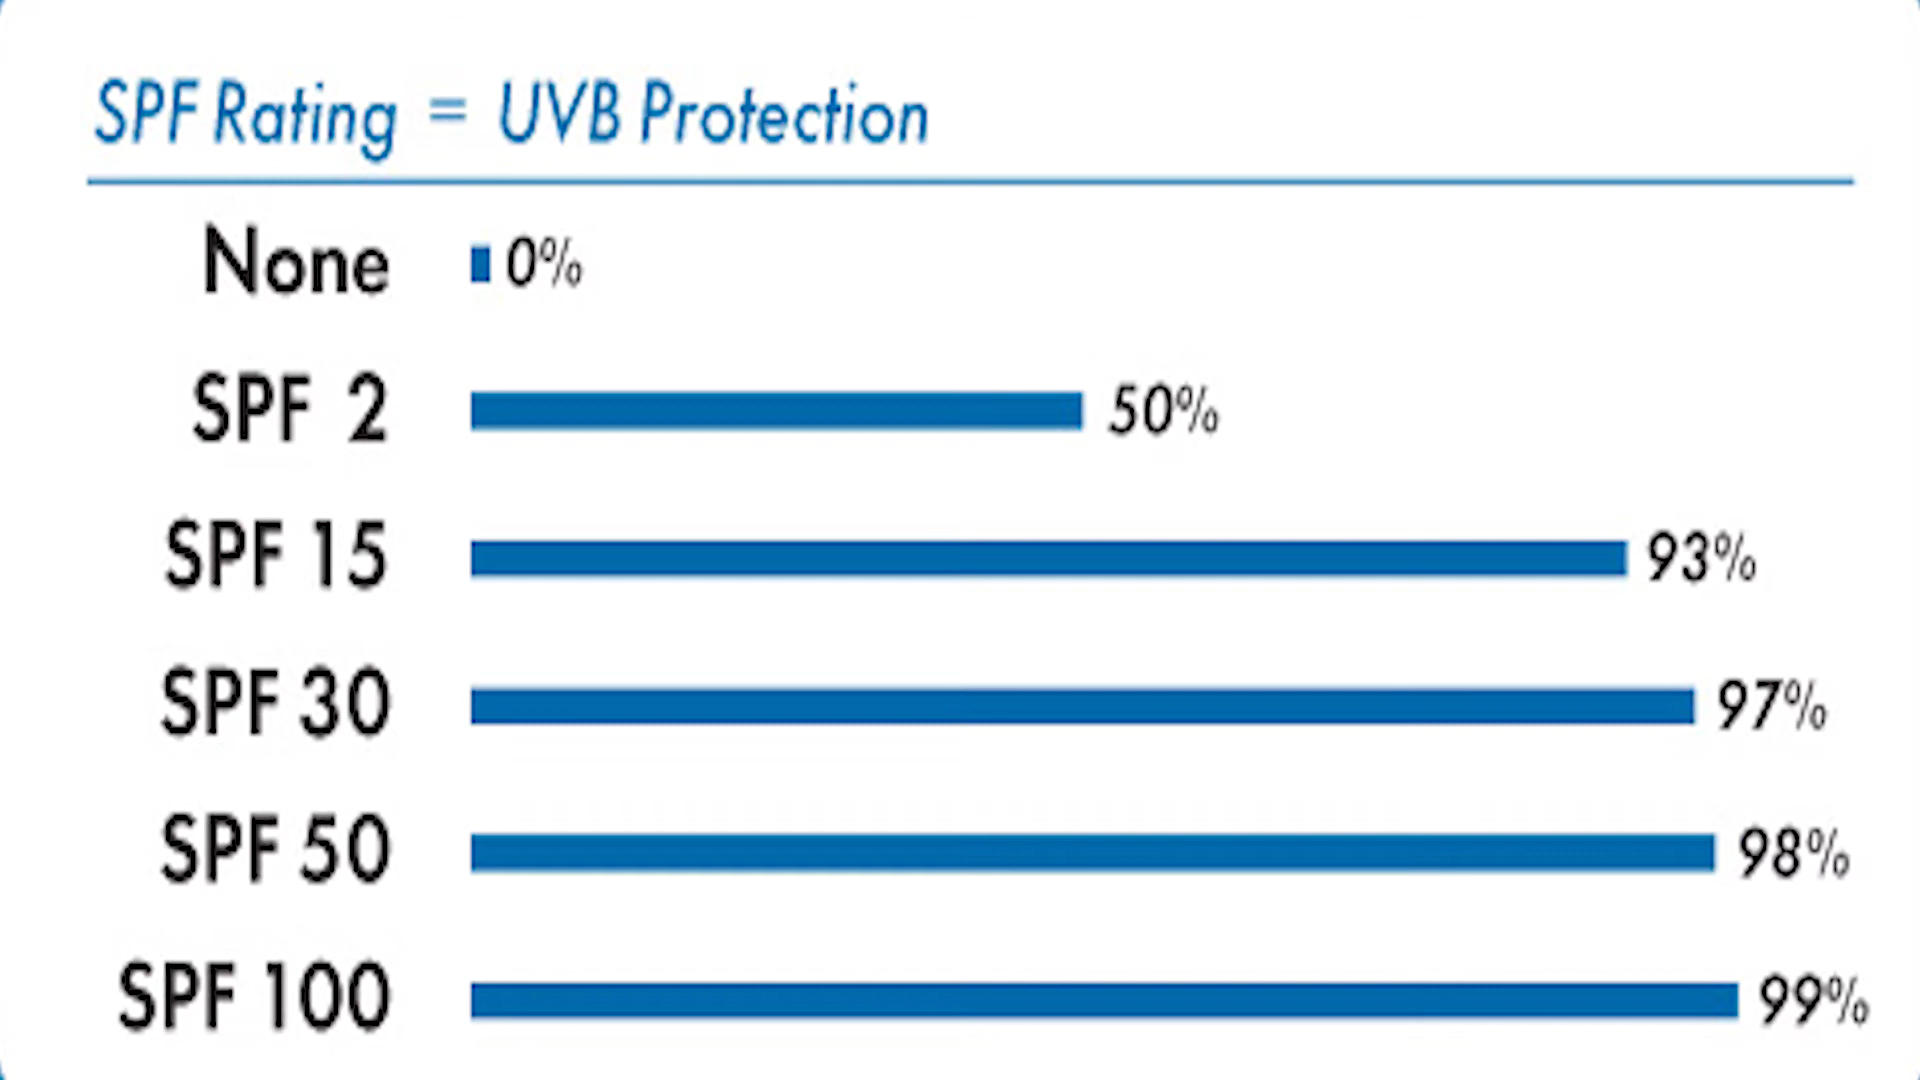 SPF Rating = UVB Protection
None 0%
SPF 2 50%
SPF 15 93%
SPF 30 97%
SPF 50 98%
SPF 100 99%